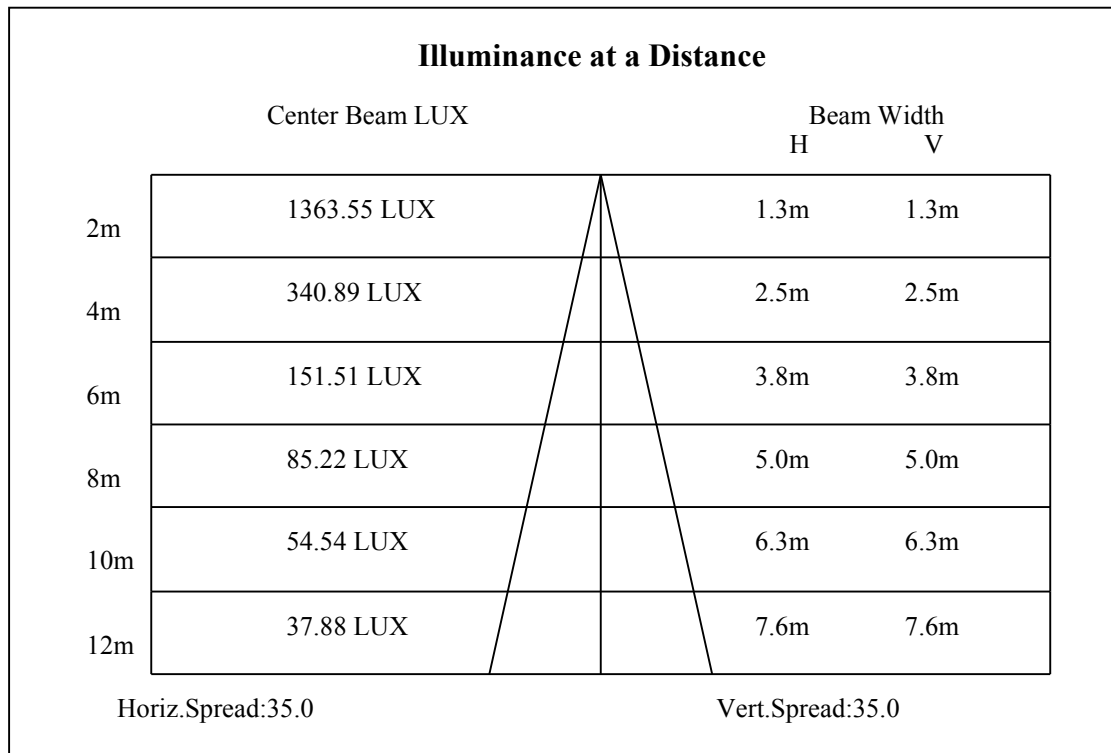 Illuminance at a Distance
Center Beam LUX Beam Width
H V
2m 1363.55 LUX 1.3m 1.3m
4m 340.89 LUX 2.5m 2.5m
6m 151.51 LUX 3.8m 3.8m
8m 85.22 LUX 5.0m 5.0m
10m 54.54 LUX 6.3m 6.3m
12m 37.88 LUX 7.6m 7.6m
Horiz.Spread:35.0 Vert.Spread:35.0